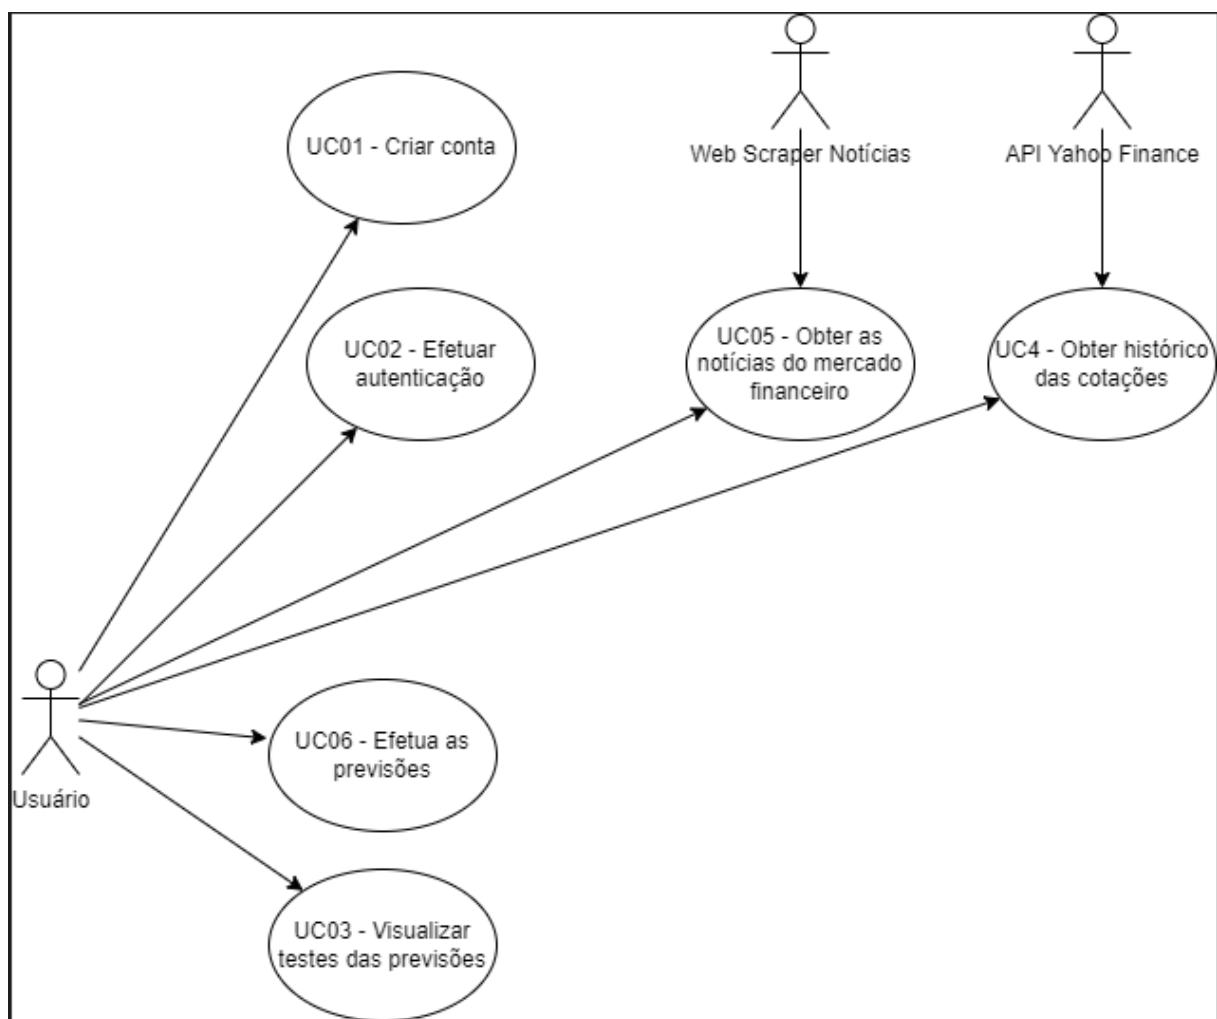 UC01 - Criar conta
Web Scraper Notícias
API Yahoo Finance
UC02 - Efetuar
autenticação
UC05 - Obter as
notícias do mercado
financeiro
UC4 - Obter histórico
das cotações
UC06 - Efetua as
previsões
Usuário
UC03 - Visualizar
testes das previsões